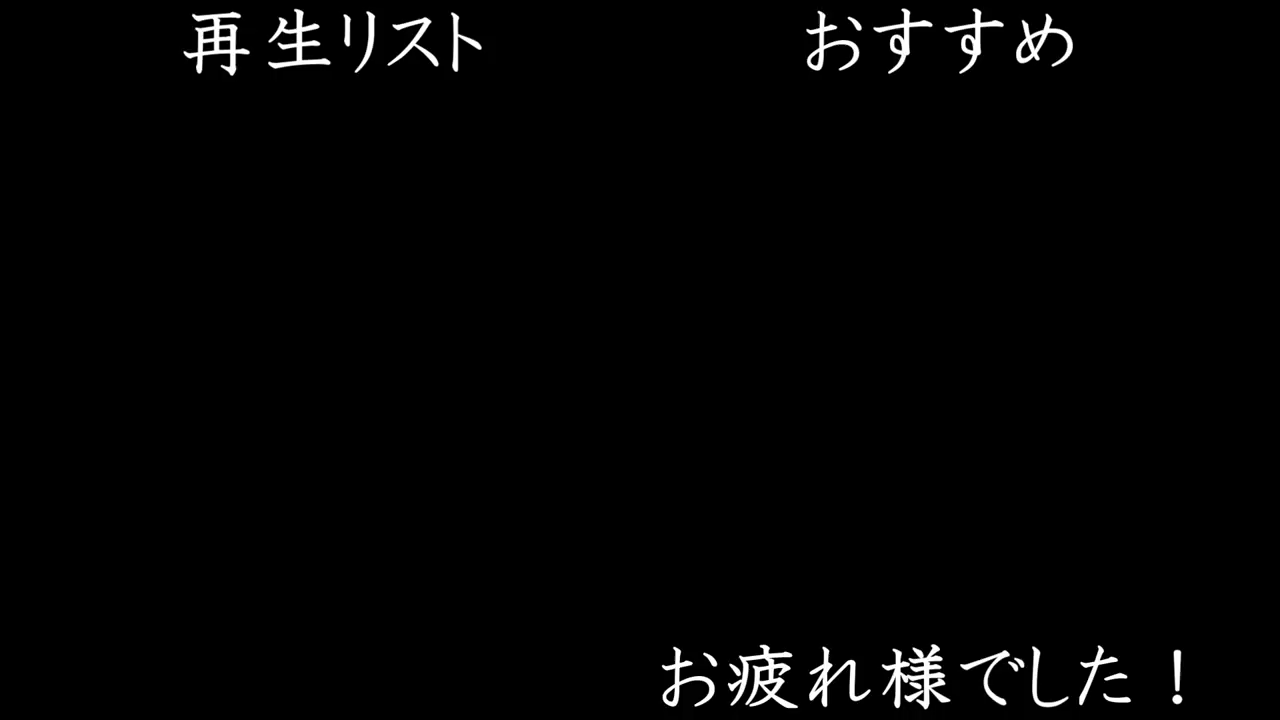 再生リスト
おすすめ
お疲れ様でした！